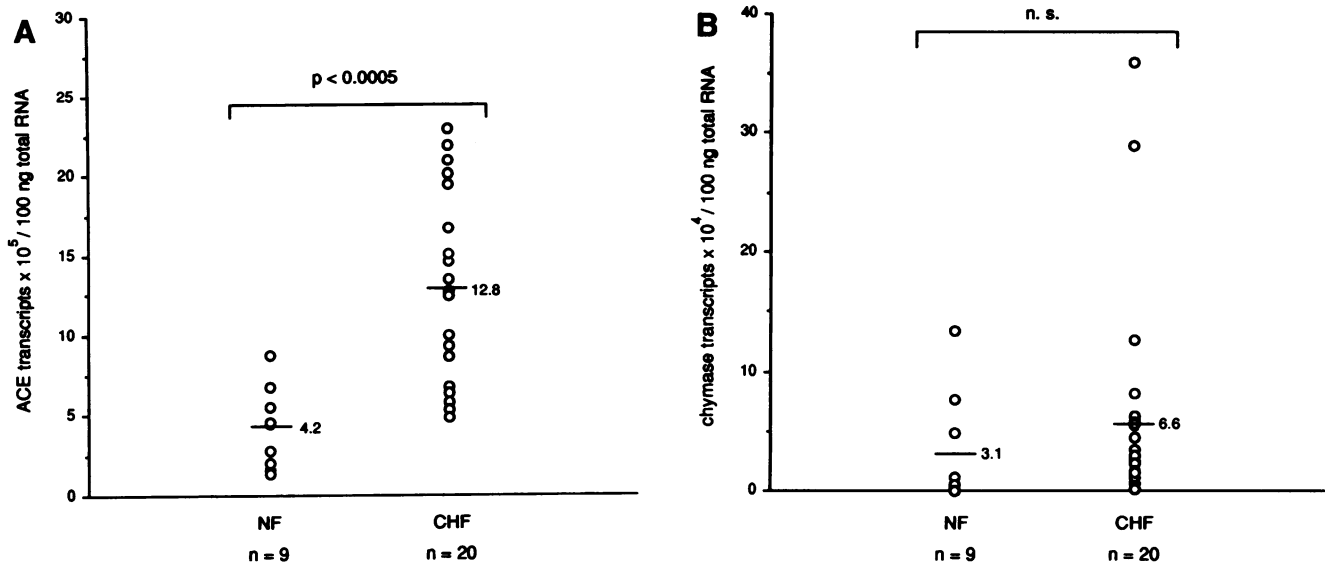 A
ACE transcripts x 10^5 / 100 ng total RNA
30
25
20
15
10
5
0
p < 0.0005
4.2
12.8
NF
CHF
n = 9
n = 20
B
chymase transcripts x 10^4 / 100 ng total RNA
40
30
20
10
0
n. s.
3.1
6.6
NF
CHF
n = 9
n = 20